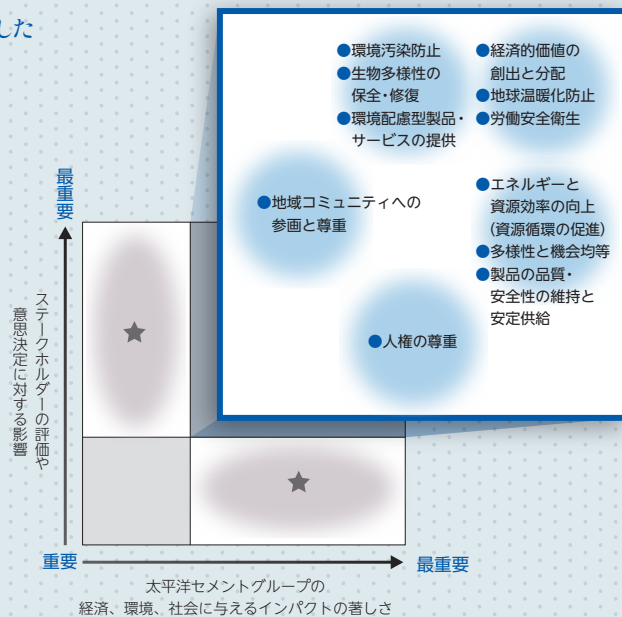 した
●環境汚染防止
●生物多様性の
保全・修復
●環境配慮型製品・
サービスの提供
●経済的価値の
創出と分配
●地球温暖化防止
●労働安全衛生
●地域コミュニティへの
参画と尊重
●エネルギーと
資源効率の向上
(資源循環の促進)
●多様性と機会均等
●製品の品質・
安全性の維持と
安定供給
●人権の尊重
最重要
ステークホルダーの評価や
意思決定に対する影響
★
★
重要
最重要
太平洋セメントグループの
経済、環境、社会に与えるインパクトの著しさ